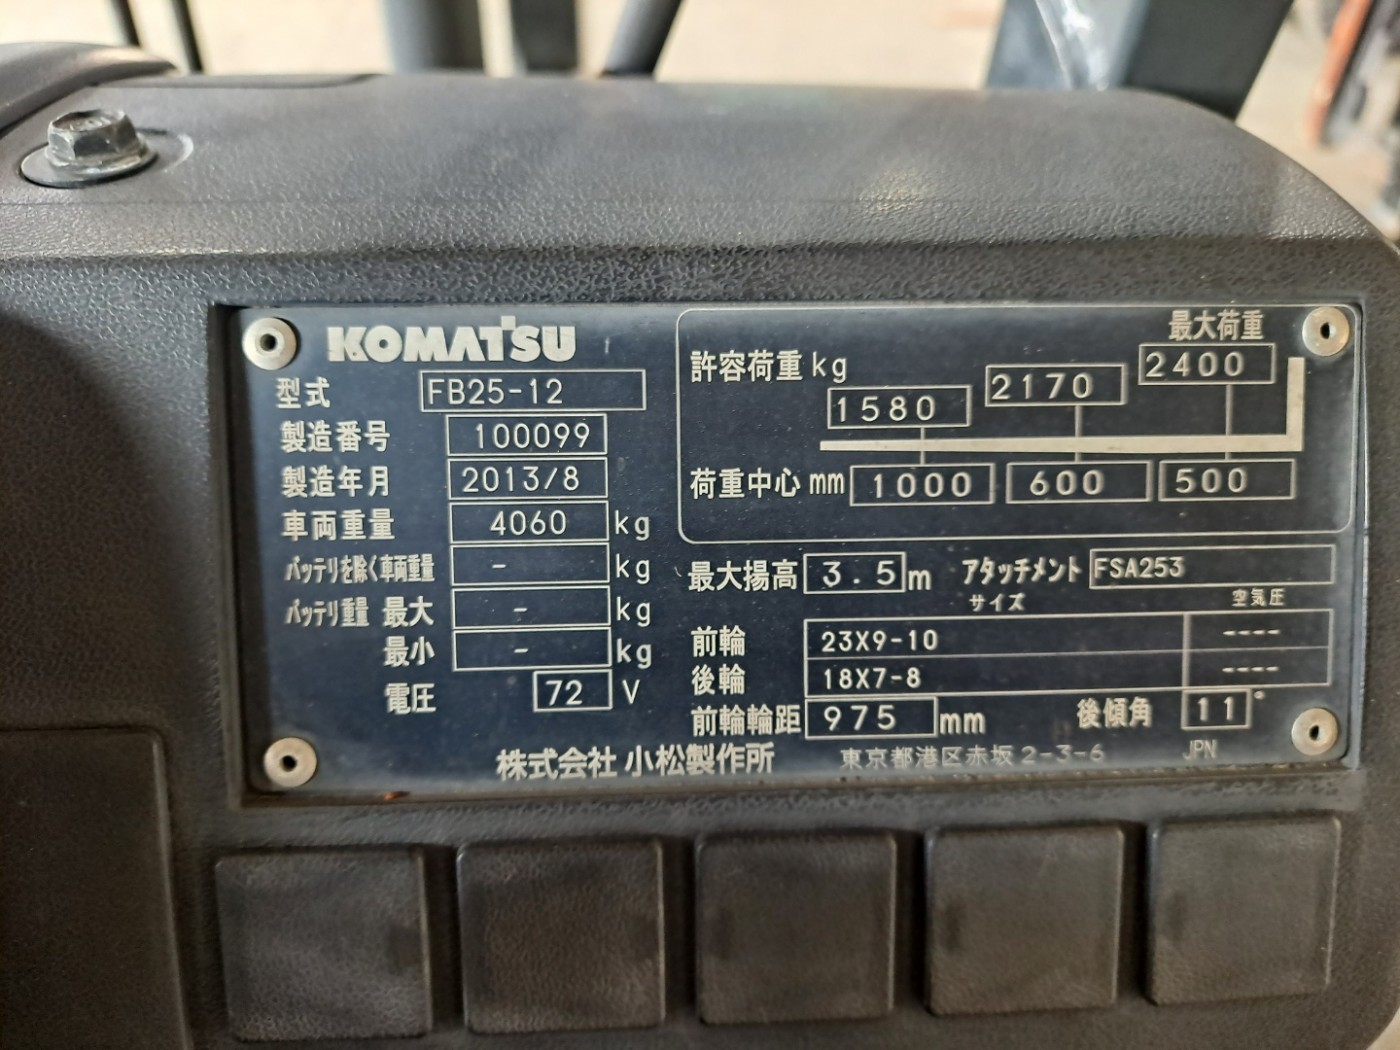 KOMATSU
型式 FB25-12
製造番号 100099
製造年月 2013/8
車両重量 4060 kg
バッテリを除く車両重量 - kg
バッテリ重量 最大 - kg
最小 - kg
電圧 72 V
最大荷重
許容荷重 kg 1580 2170 2400
荷重中心 mm 1000 600 500
最大揚高 3.5 m アタッチメント FSA253
サイズ 空気圧
前輪 23X9-10 ----
後輪 18X7-8 ----
前輪輪距 975 mm 後傾角 11°
株式会社 小松製作所 東京都港区赤坂2-3-6 JPN